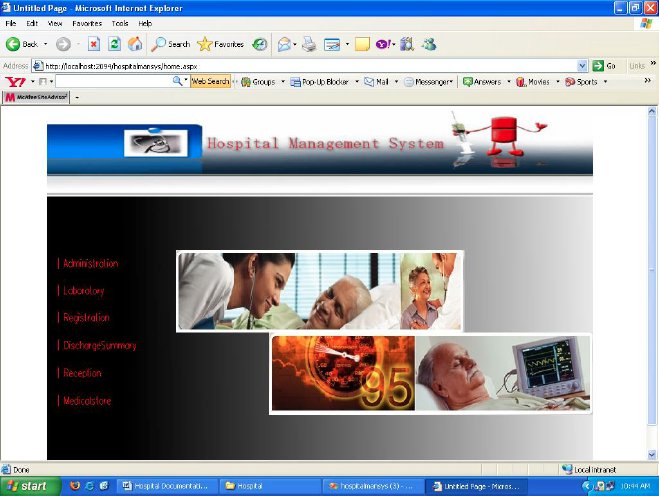 Untitled Page - Microsoft Internet Explorer
File Edit View Favorites Tools Help
Back Search Favorites
Address http://localhost:2094/hospitalmansys/home.aspx Go Links »
Y! Web Search Groups Pop-Up Blocker Mail Messenger Answers Movies Sports »
McAfee SiteAdvisor
Hospital Management System
| Administration
| Laboratory
| Registration
| DischargeSummary
| Reception
| Medicalstore
95
Done Local intranet
start Hospital Documentati... Hospital hospitalmansys (3) - ... Untitled Page - Micros... 10:44 AM